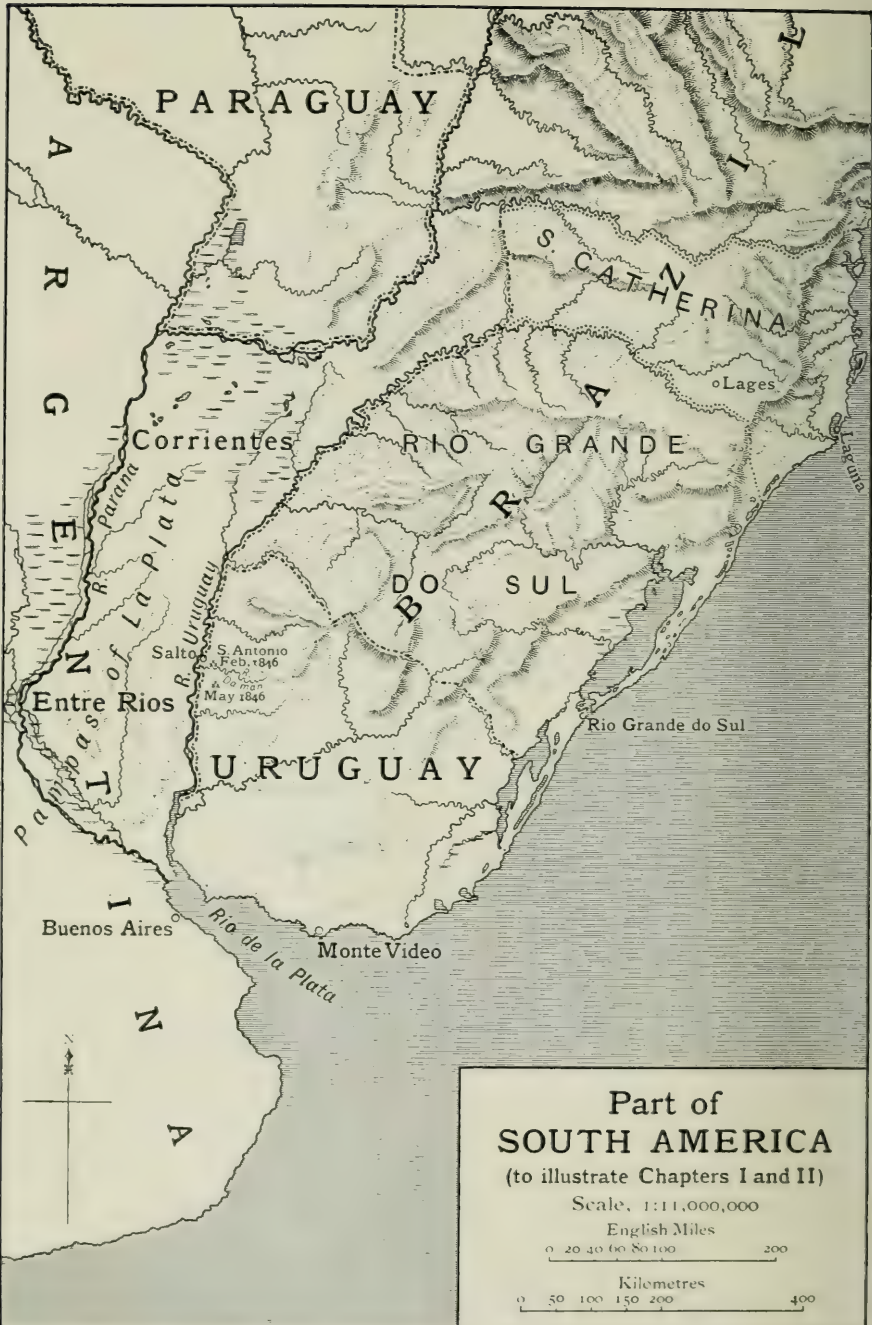 PARAGUAY
ARGENTINA
BRAZIL
S. CATHERINA
Lages
Laguna
Corrientes
RIO GRANDE
DO SUL
R. Parana
Pampas of La Plata
R. Uruguay
Salto
S. Antonio
Feb. 1846
R.
Daiman
May 1846
Entre Rios
Rio Grande do Sul
URUGUAY
Buenos Aires
Rio de la Plata
Monte Video
N
Part of
SOUTH AMERICA
(to illustrate Chapters I and II)
Scale, 1:11,000,000
English Miles
0 20 40 60 80 100 200
Kilometres
0 50 100 150 200 400